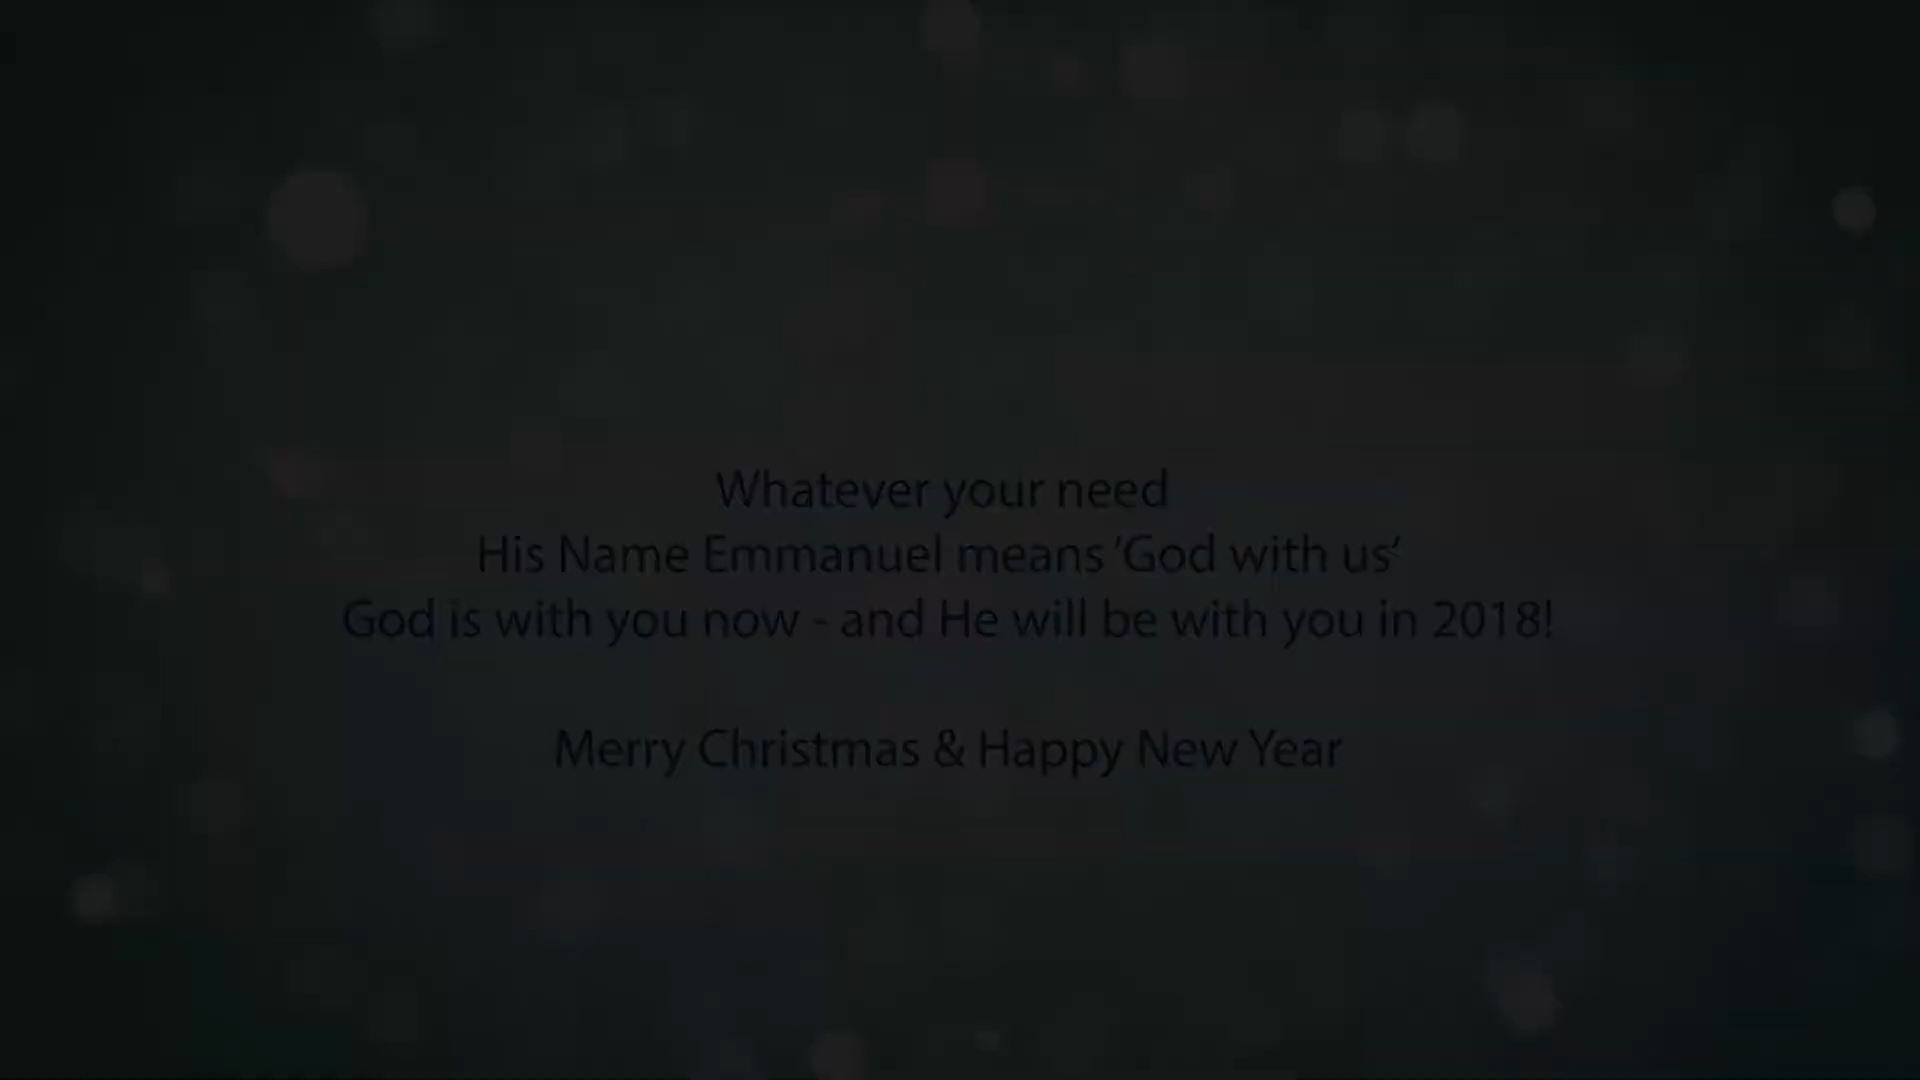 Whatever your need
His Name Emmanuel means ‘God with us‘
God is with you now - and He will be with you in 2018!
Merry Christmas & Happy New Year